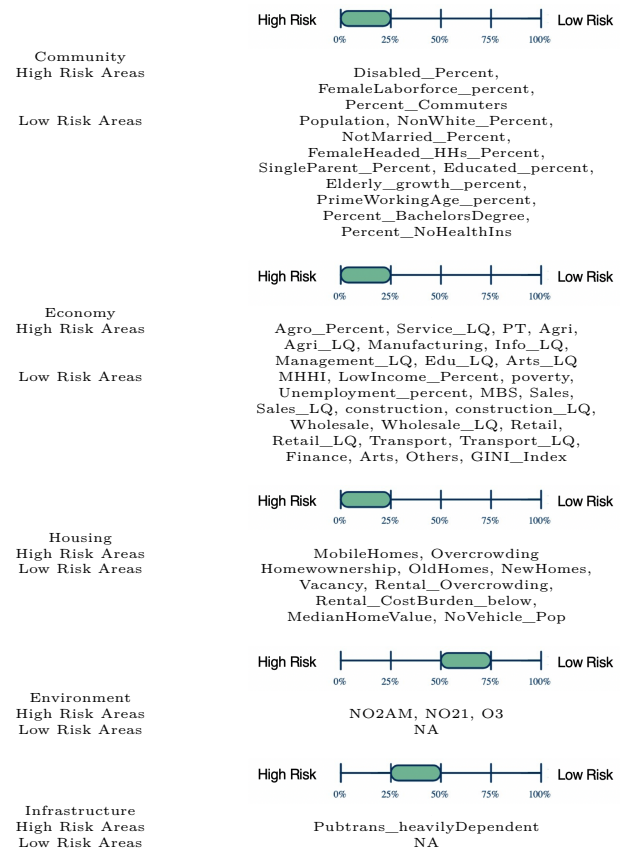 High Risk Low Risk
0% 25% 50% 75% 100%
Community
High Risk Areas Disabled_Percent,
FemaleLaborforce_percent,
Percent_Commuters
Low Risk Areas Population, NonWhite_Percent,
NotMarried_Percent,
FemaleHeaded_HHs_Percent,
SingleParent_Percent, Educated_percent,
Elderly_growth_percent,
PrimeWorkingAge_percent,
Percent_BachelorsDegree,
Percent_NoHealthIns
High Risk Low Risk
0% 25% 50% 75% 100%
Economy
High Risk Areas Agro_Percent, Service_LQ, PT, Agri,
Agri_LQ, Manufacturing, Info_LQ,
Management_LQ, Edu_LQ, Arts_LQ
Low Risk Areas MHHI, LowIncome_Percent, poverty,
Unemployment_percent, MBS, Sales,
Sales_LQ, construction, construction_LQ,
Wholesale, Wholesale_LQ, Retail,
Retail_LQ, Transport, Transport_LQ,
Finance, Arts, Others, GINI_Index
High Risk Low Risk
0% 25% 50% 75% 100%
Housing
High Risk Areas MobileHomes, Overcrowding
Low Risk Areas Homewownership, OldHomes, NewHomes,
Vacancy, Rental_Overcrowding,
Rental_CostBurden_below,
MedianHomeValue, NoVehicle_Pop
High Risk Low Risk
0% 25% 50% 75% 100%
Environment
High Risk Areas NO2AM, NO21, O3
Low Risk Areas NA
High Risk Low Risk
0% 25% 50% 75% 100%
Infrastructure
High Risk Areas Pubtrans_heavilyDependent
Low Risk Areas NA